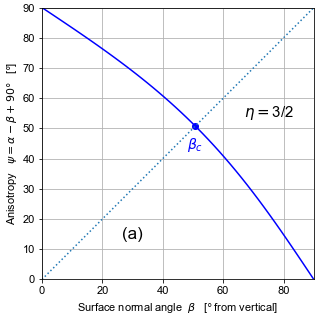 90
80
70
60
50
40
30
20
10
0
Anisotropy ψ = α − β + 90° [°]
η = 3/2
β_c
(a)
0 20 40 60 80
Surface normal angle β [° from vertical]